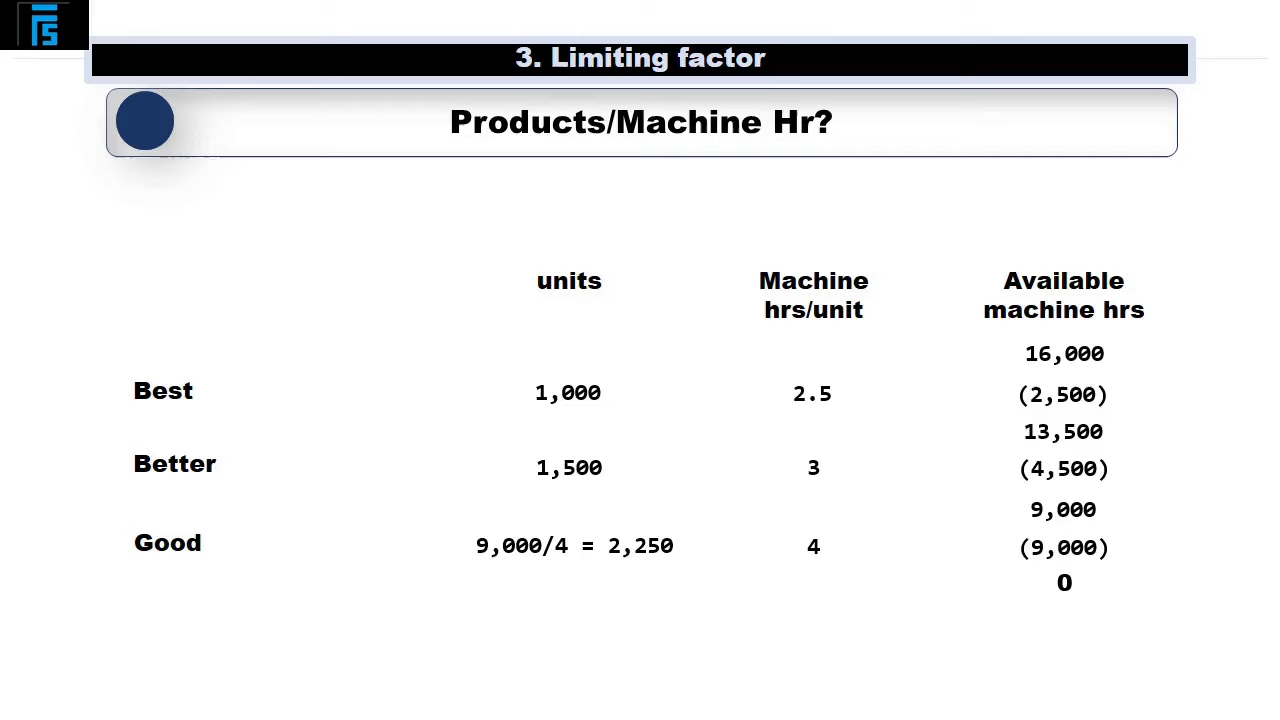 FS
3. Limiting factor
Products/Machine Hr?
units Machine hrs/unit Available machine hrs
16,000
Best 1,000 2.5 (2,500)
13,500
Better 1,500 3 (4,500)
9,000
Good 9,000/4 = 2,250 4 (9,000)
0